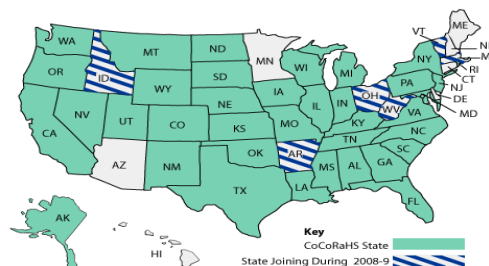 ME
VT
WA
MT
ND
MN
OR
ID
SD
WI
MI
NY
RI
CT
WY
IA
PA
NJ
NE
OH
DE
NV
UT
IL
IN
WV
MD
CO
VA
CA
KS
MO
KY
NC
TN
OK
AR
SC
AZ
NM
MS
AL
GA
TX
LA
FL
AK
HI
Key
CoCoRaHS State
State Joining During 2008-9